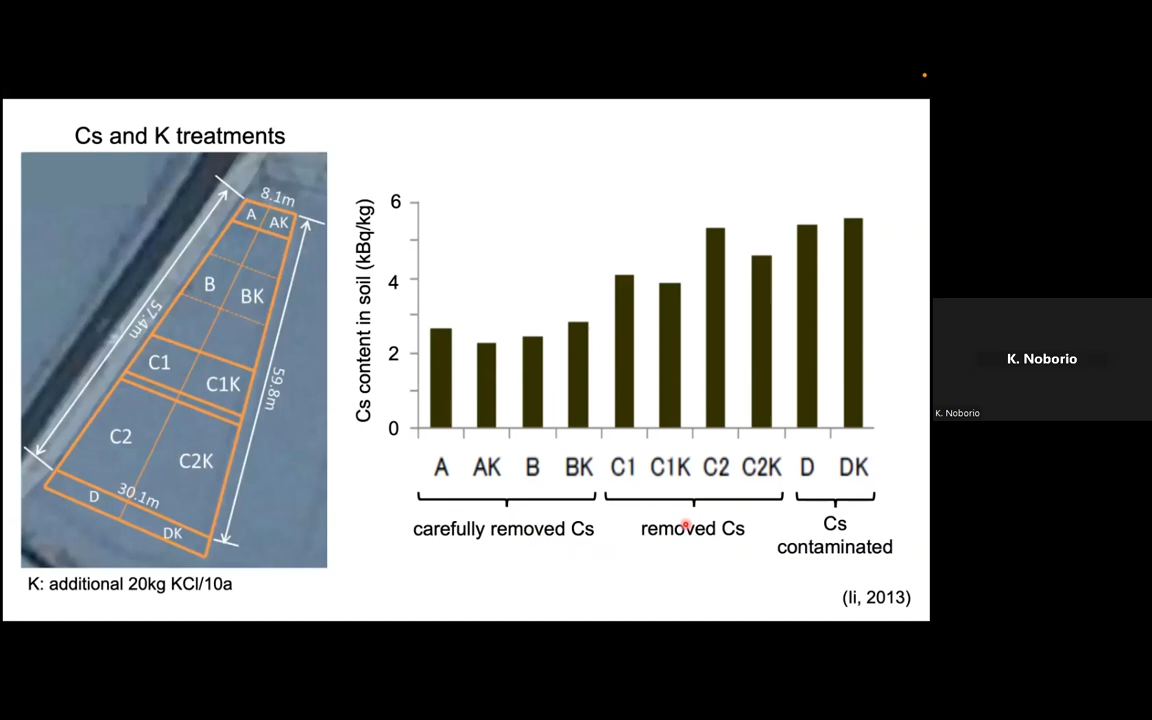 Cs and K treatments
8.1m
A
AK
B
BK
57.4m
C1
C1K
59.8m
C2
C2K
D
30.1m
DK
K: additional 20kg KCl/10a
Cs content in soil (kBq/kg)
6
4
2
0
A AK B BK C1 C1K C2 C2K D DK
carefully removed Cs
removed Cs
Cs
contaminated
(Ii, 2013)
K. Noborio
K. Noborio